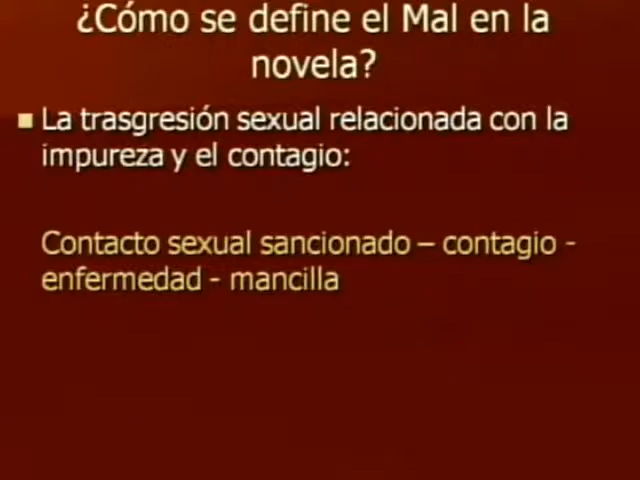 ¿Cómo se define el Mal en la
novela?
La trasgresión sexual relacionada con la
impureza y el contagio:
Contacto sexual sancionado – contagio -
enfermedad - mancilla